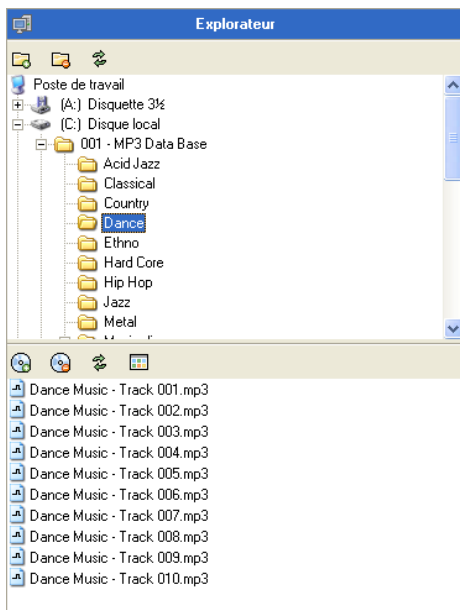 Explorateur
Poste de travail
(A:) Disquette 3½
(C:) Disque local
001 - MP3 Data Base
Acid Jazz
Classical
Country
Dance
Ethno
Hard Core
Hip Hop
Jazz
Metal
Dance Music - Track 001.mp3
Dance Music - Track 002.mp3
Dance Music - Track 003.mp3
Dance Music - Track 004.mp3
Dance Music - Track 005.mp3
Dance Music - Track 006.mp3
Dance Music - Track 007.mp3
Dance Music - Track 008.mp3
Dance Music - Track 009.mp3
Dance Music - Track 010.mp3